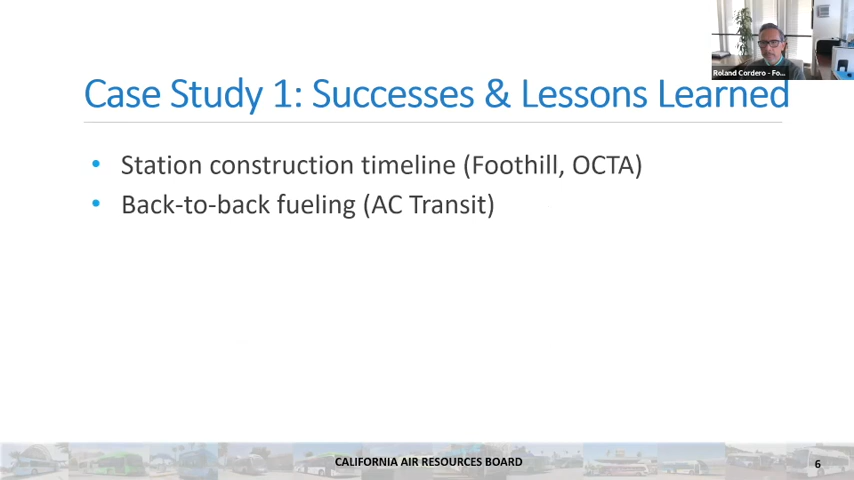 Roland Cordero - Fo...
Case Study 1: Successes & Lessons Learned
• Station construction timeline (Foothill, OCTA)
• Back-to-back fueling (AC Transit)
CALIFORNIA AIR RESOURCES BOARD
6